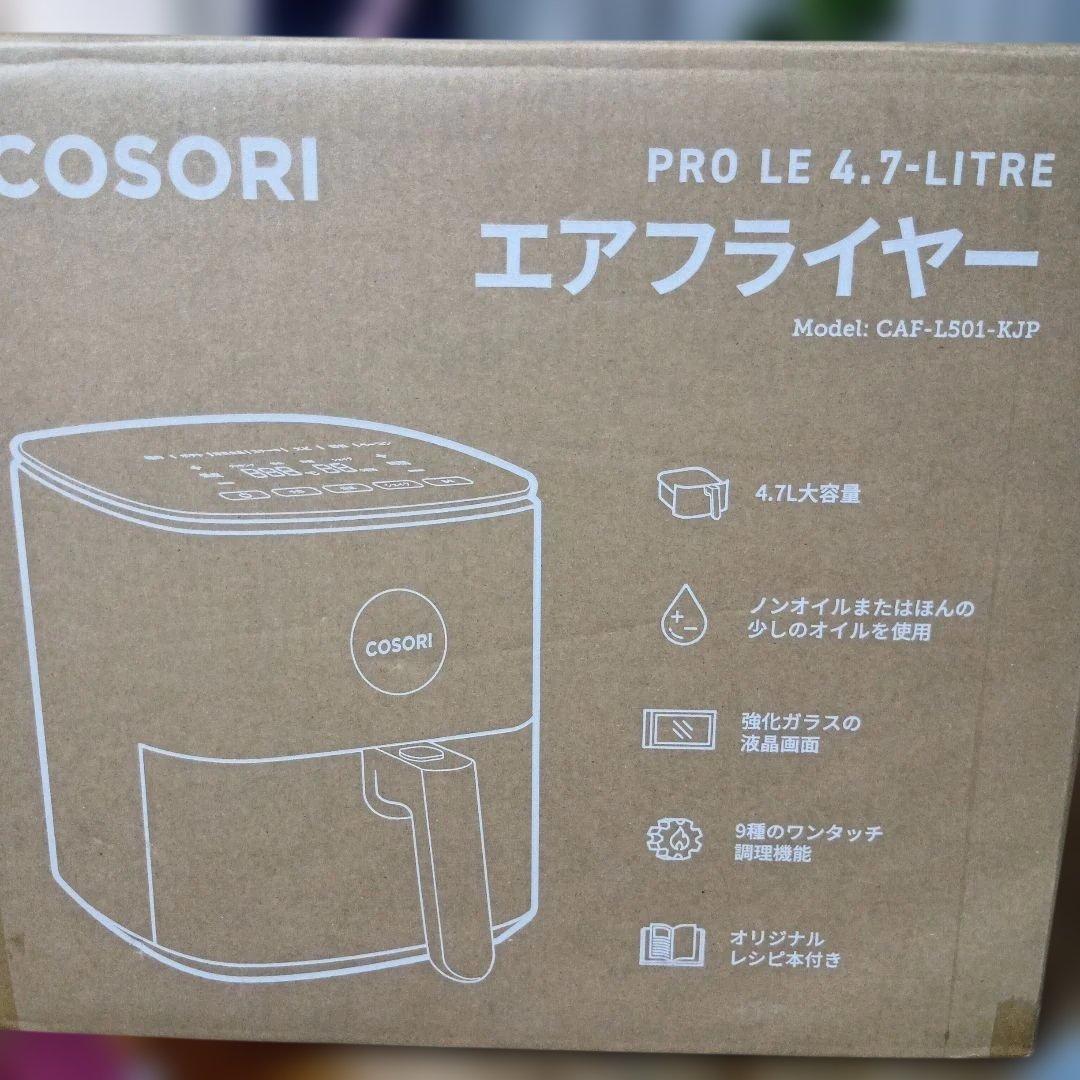 COSORI
PRO LE 4.7-LITRE
エアフライヤー
Model: CAF-L501-KJP
COSORI
4.7L大容量
ノンオイルまたはほんの
少しのオイルを使用
強化ガラスの
液晶画面
9種のワンタッチ
調理機能
オリジナル
レシピ本付き